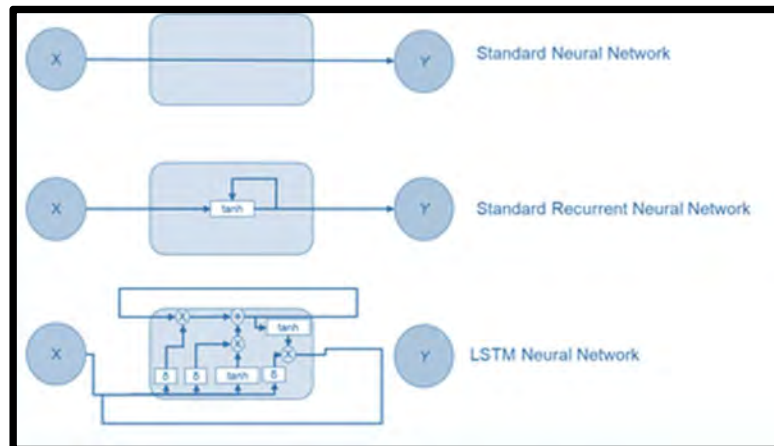 X
Y
Standard Neural Network
X
tanh
Y
Standard Recurrent Neural Network
X
X
+
tanh
X
X
δ
δ
tanh
δ
Y
LSTM Neural Network